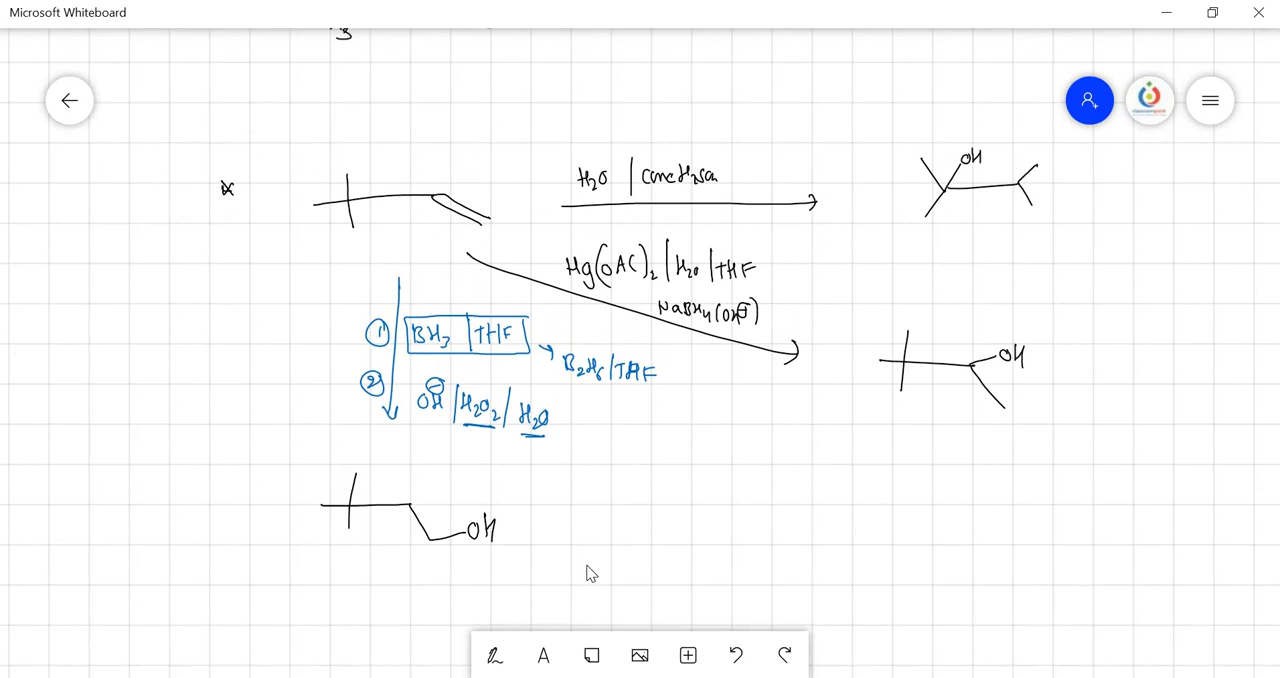 Microsoft Whiteboard
3
H₂O | Conc H₂SO₄
OH
Hg(OAC)₂ | H₂O | THF
NaBH₄ (OH⊖)
① BH₃ | THF
B₂H₆/THF
OH
② OH⊖ | H₂O₂ / H₂O
OH
A